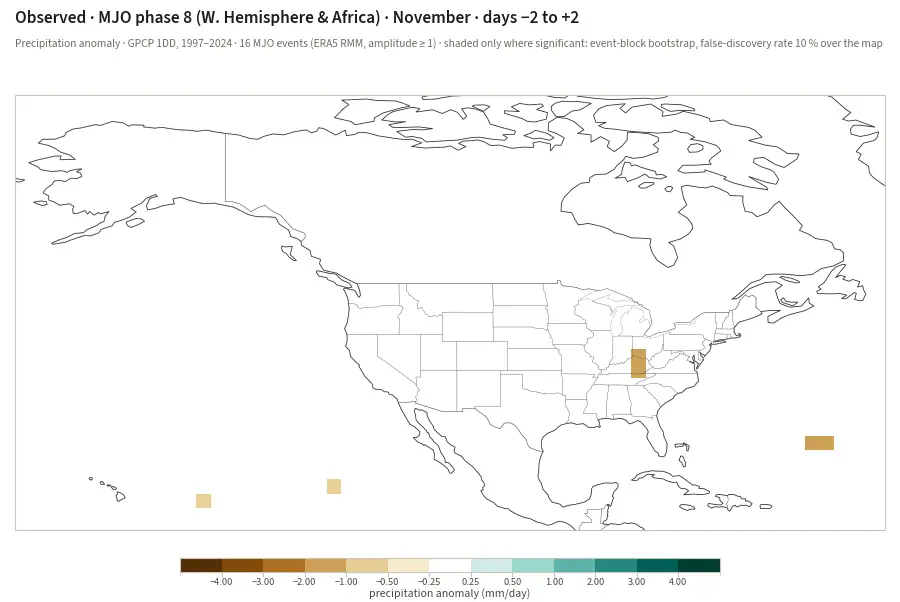 Observed · MJO phase 8 (W. Hemisphere & Africa) · November · days −2 to +2
Precipitation anomaly · GPCP 1DD, 1997–2024 · 16 MJO events (ERA5 RMM, amplitude ≥ 1) · shaded only where significant: event-block bootstrap, false-discovery rate 10 % over the map
−4.00 −3.00 −2.00 −1.00 −0.50 −0.25 0.25 0.50 1.00 2.00 3.00 4.00
precipitation anomaly (mm/day)